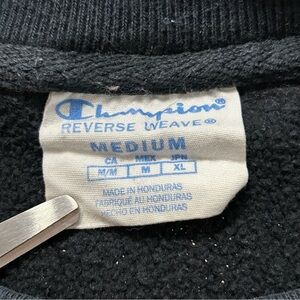 Champion®
REVERSE WEAVE®
MEDIUM
CA MEX JPN
M/M M XL
MADE IN HONDURAS
FABRIQUÉ AU HONDURAS
HECHO EN HONDURAS